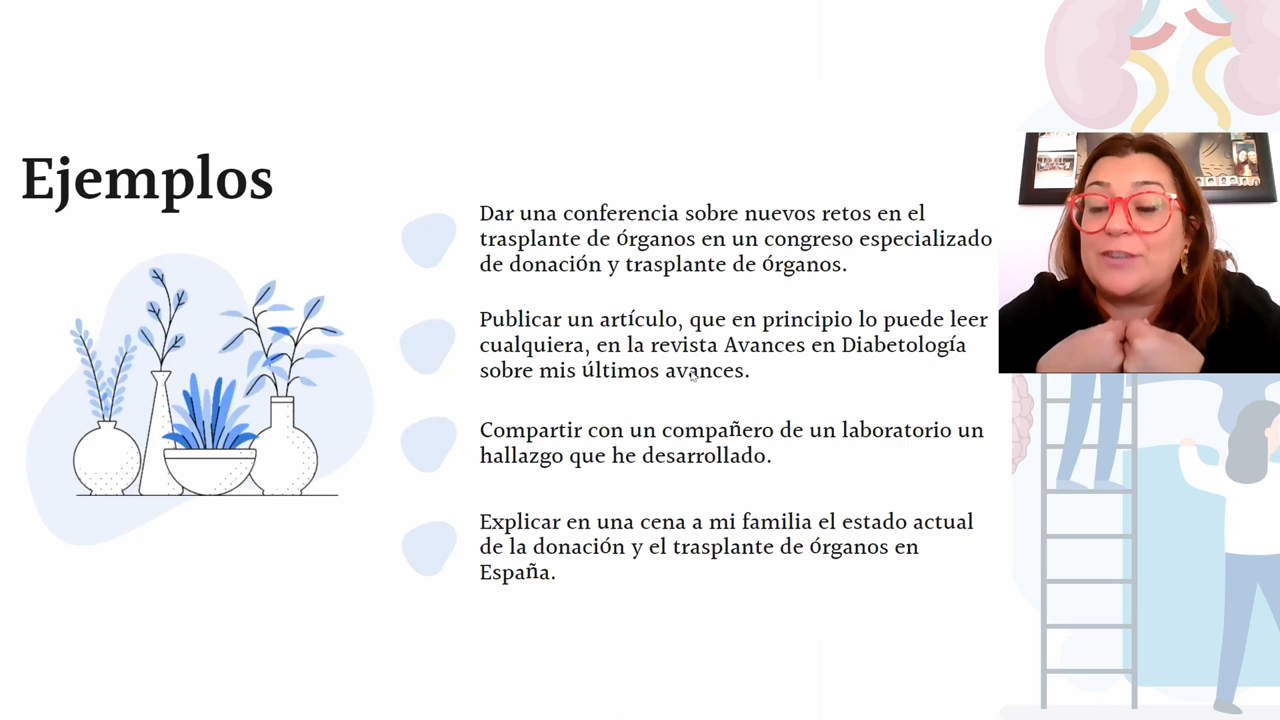 Ejemplos
Dar una conferencia sobre nuevos retos en el
trasplante de órganos en un congreso especializado
de donación y trasplante de órganos.
Publicar un artículo, que en principio lo puede leer
cualquiera, en la revista Avances en Diabetología
sobre mis últimos avances.
Compartir con un compañero de un laboratorio un
hallazgo que he desarrollado.
Explicar en una cena a mi familia el estado actual
de la donación y el trasplante de órganos en
España.